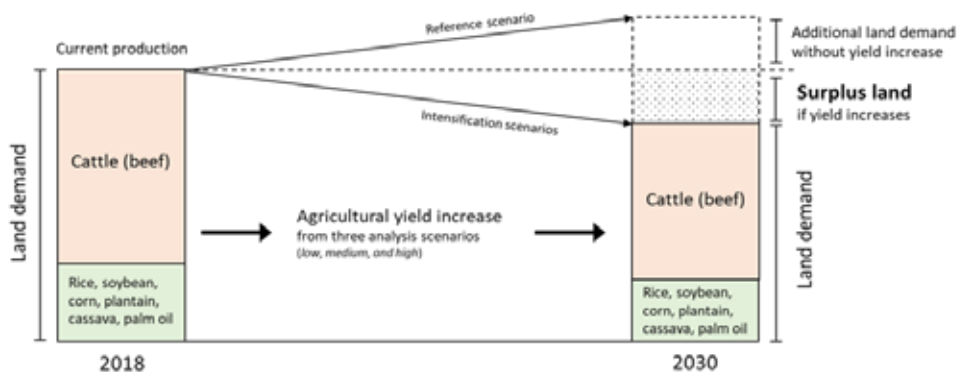 Reference scenario
Additional land demand
without yield increase
Current production
Surplus land
if yield increases
Intensification scenarios
Land demand
Cattle (beef)
Cattle (beef)
Land demand
Agricultural yield increase
from three analysis scenarios
(low, medium, and high)
Rice, soybean,
corn, plantain,
cassava, palm oil
Rice, soybean,
corn, plantain,
cassava, palm oil
2018
2030